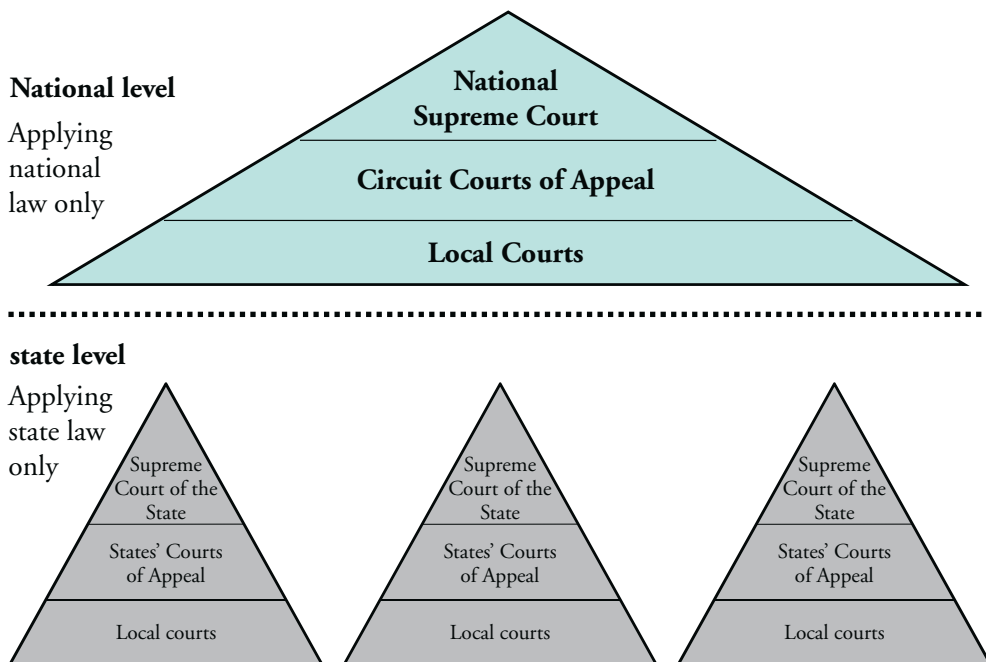 National level
Applying
national
law only
National
Supreme Court
Circuit Courts of Appeal
Local Courts
state level
Applying
state law
only
Supreme
Court of the
State
States’ Courts
of Appeal
Local courts
Supreme
Court of the
State
States’ Courts
of Appeal
Local courts
Supreme
Court of the
State
States’ Courts
of Appeal
Local courts